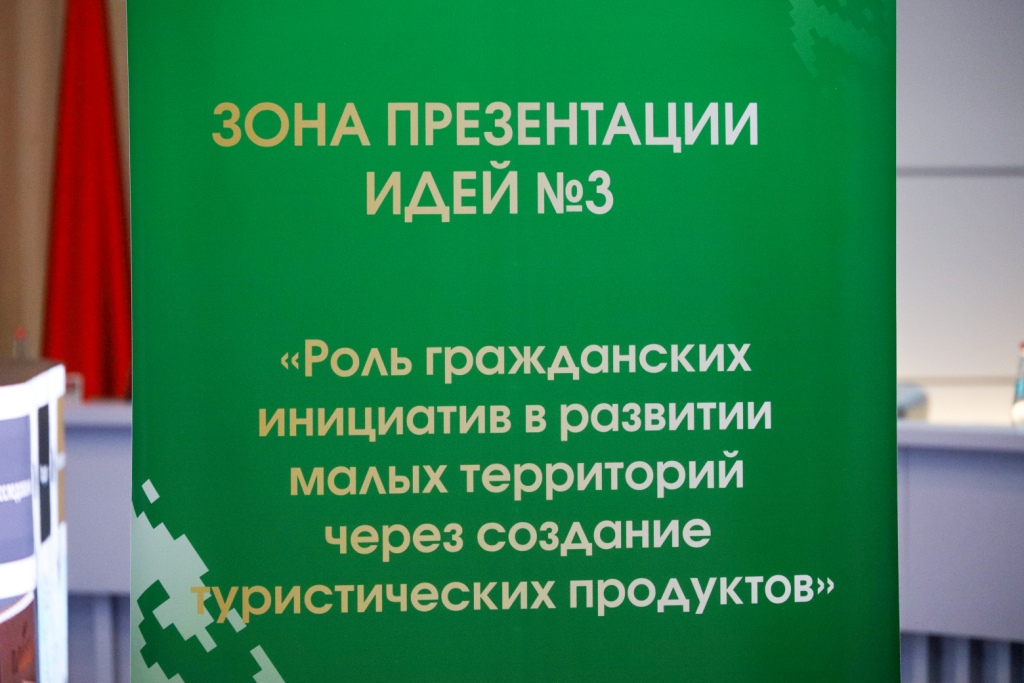 ЗОНА ПРЕЗЕНТАЦИИ
ИДЕЙ №3
«Роль гражданских
инициатив в развитии
малых территорий
через создание
туристических продуктов»